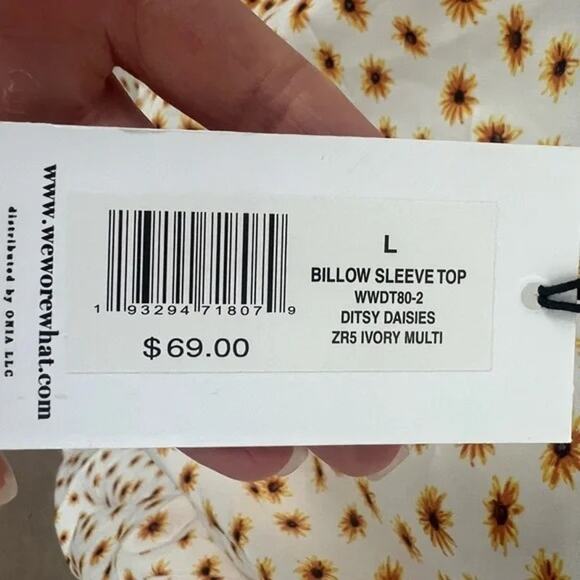 www.weworewhat.com
distributed by ONIA LLC
L
BILLOW SLEEVE TOP
WWDT80-2
DITSY DAISIES
ZR5 IVORY MULTI
1 93294 71807 9
$69.00